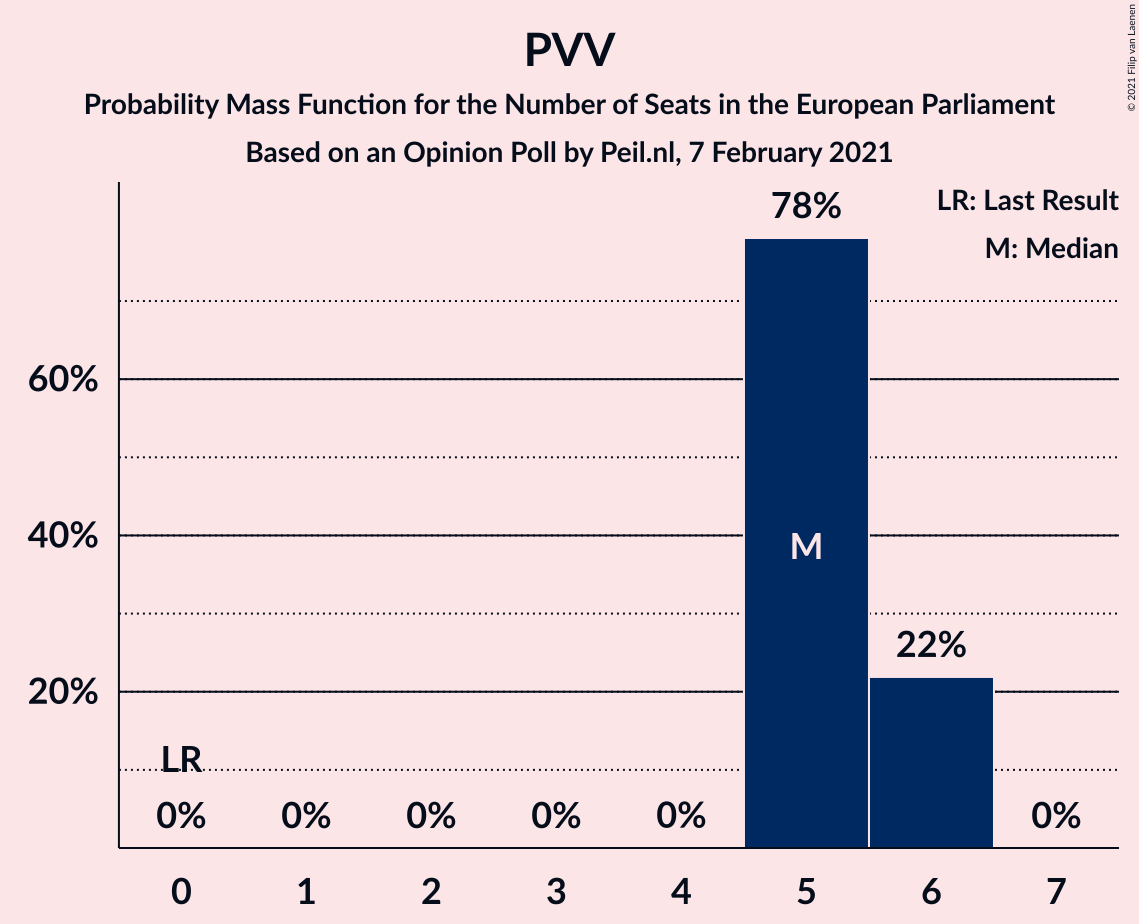 PVV
Probability Mass Function for the Number of Seats in the European Parliament
Based on an Opinion Poll by Peil.nl, 7 February 2021
© 2021 Filip van Laenen
LR: Last Result
M: Median
78%
60%
40%
M
22%
20%
LR
0% 0% 0% 0% 0% 0%
0 1 2 3 4 5 6 7